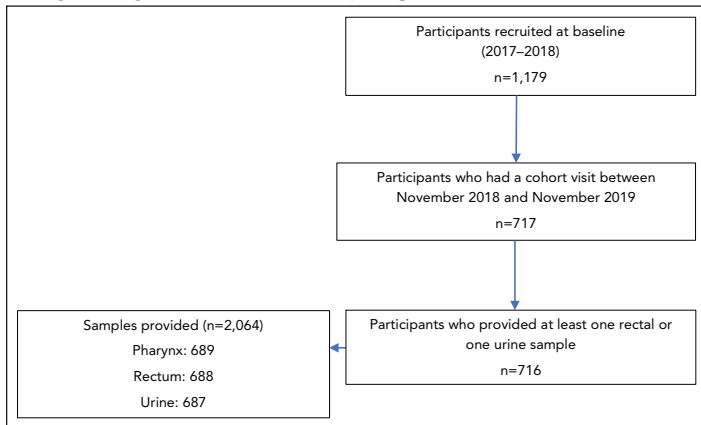 Participants recruited at baseline
(2017–2018)
n=1,179
Participants who had a cohort visit between
November 2018 and November 2019
n=717
Participants who provided at least one rectal or
one urine sample
n=716
Samples provided (n=2,064)
Pharynx: 689
Rectum: 688
Urine: 687